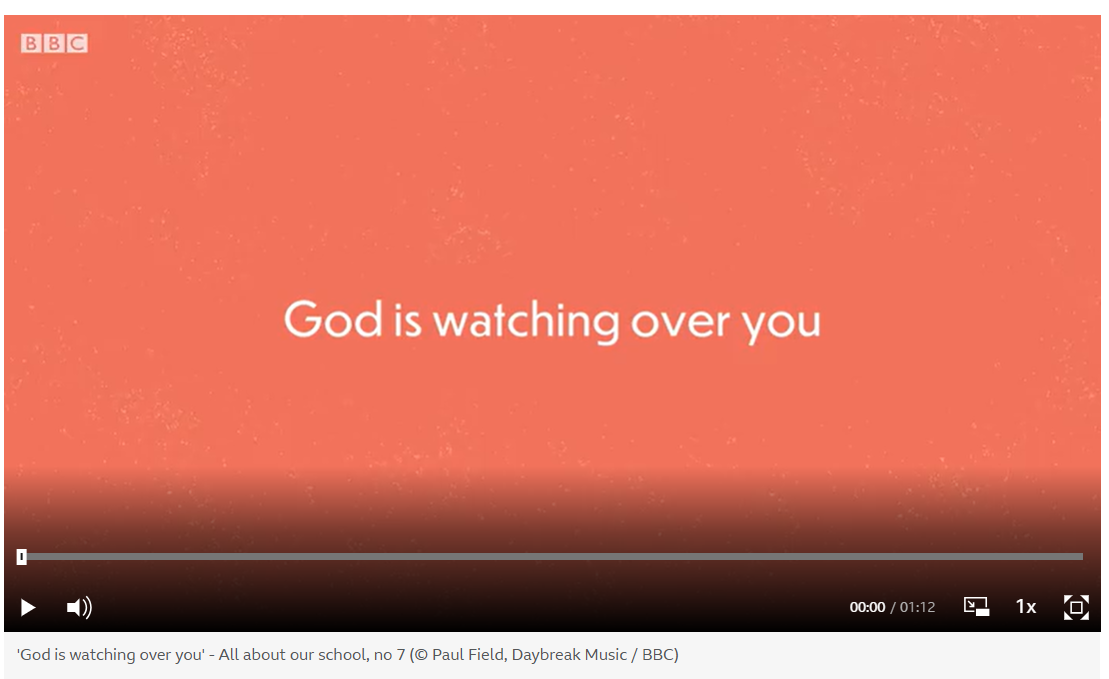 BBC
God is watching over you
00:00 / 01:12
1x
'God is watching over you' - All about our school, no 7 (© Paul Field, Daybreak Music / BBC)